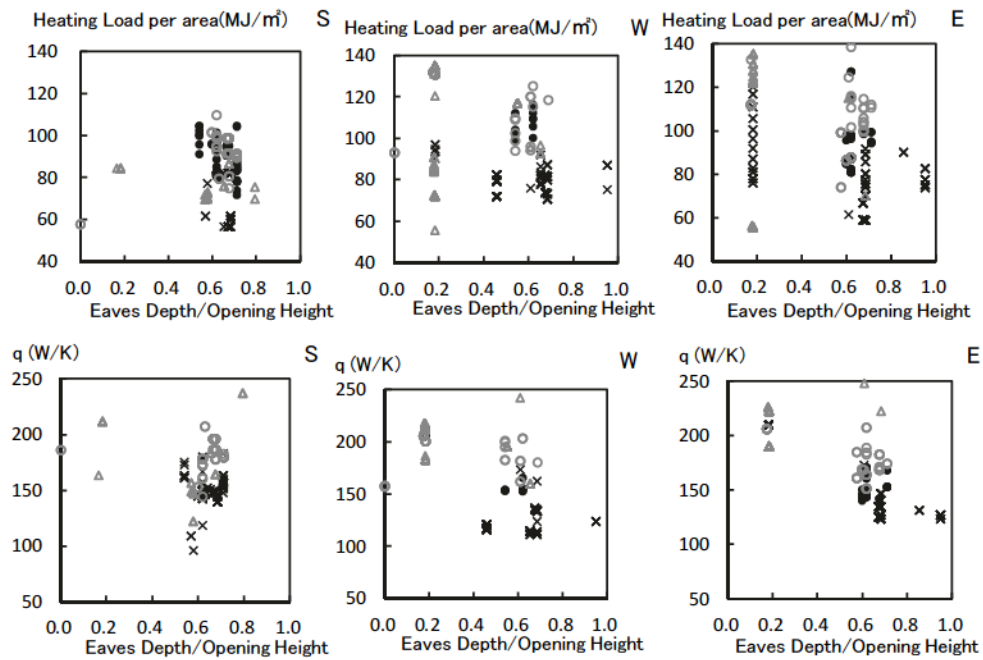 Heating Load per area(MJ/㎡) S
140
120
100
80
60
40
0.0 0.2 0.4 0.6 0.8 1.0
Eaves Depth/Opening Height
Heating Load per area(MJ/㎡) W
140
120
100
80
60
40
0.0 0.2 0.4 0.6 0.8 1.0
Eaves Depth/Opening Height
Heating Load per area(MJ/㎡) E
140
120
100
80
60
40
0.0 0.2 0.4 0.6 0.8 1.0
Eaves Depth/Opening Height
q (W/K) S
250
200
150
100
50
0.0 0.2 0.4 0.6 0.8 1.0
Eaves Depth/Opening Height
q (W/K) W
250
200
150
100
50
0.0 0.2 0.4 0.6 0.8 1.0
Eaves Depth/Opening Height
q (W/K) E
250
200
150
100
50
0.0 0.2 0.4 0.6 0.8 1.0
Eaves Depth/Opening Height